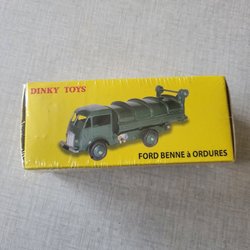 DINKY TOYS
FORD BENNE à ORDURES